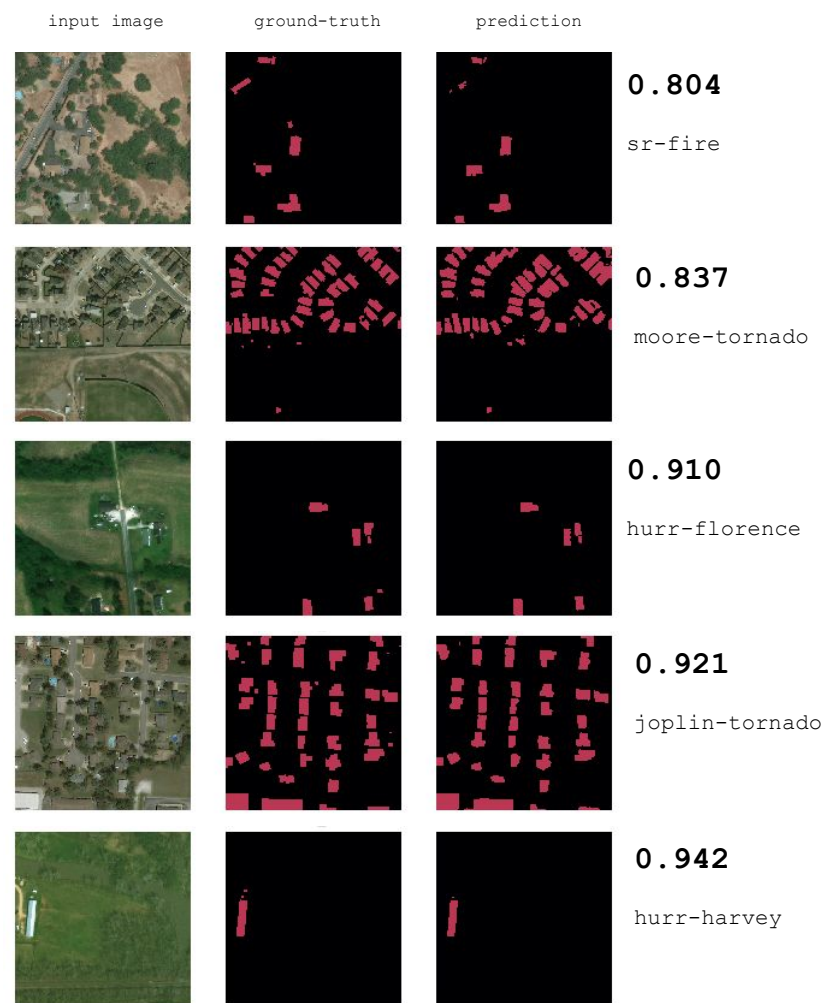 input image
ground-truth
prediction
0.804
sr-fire
0.837
moore-tornado
0.910
hurr-florence
0.921
joplin-tornado
0.942
hurr-harvey